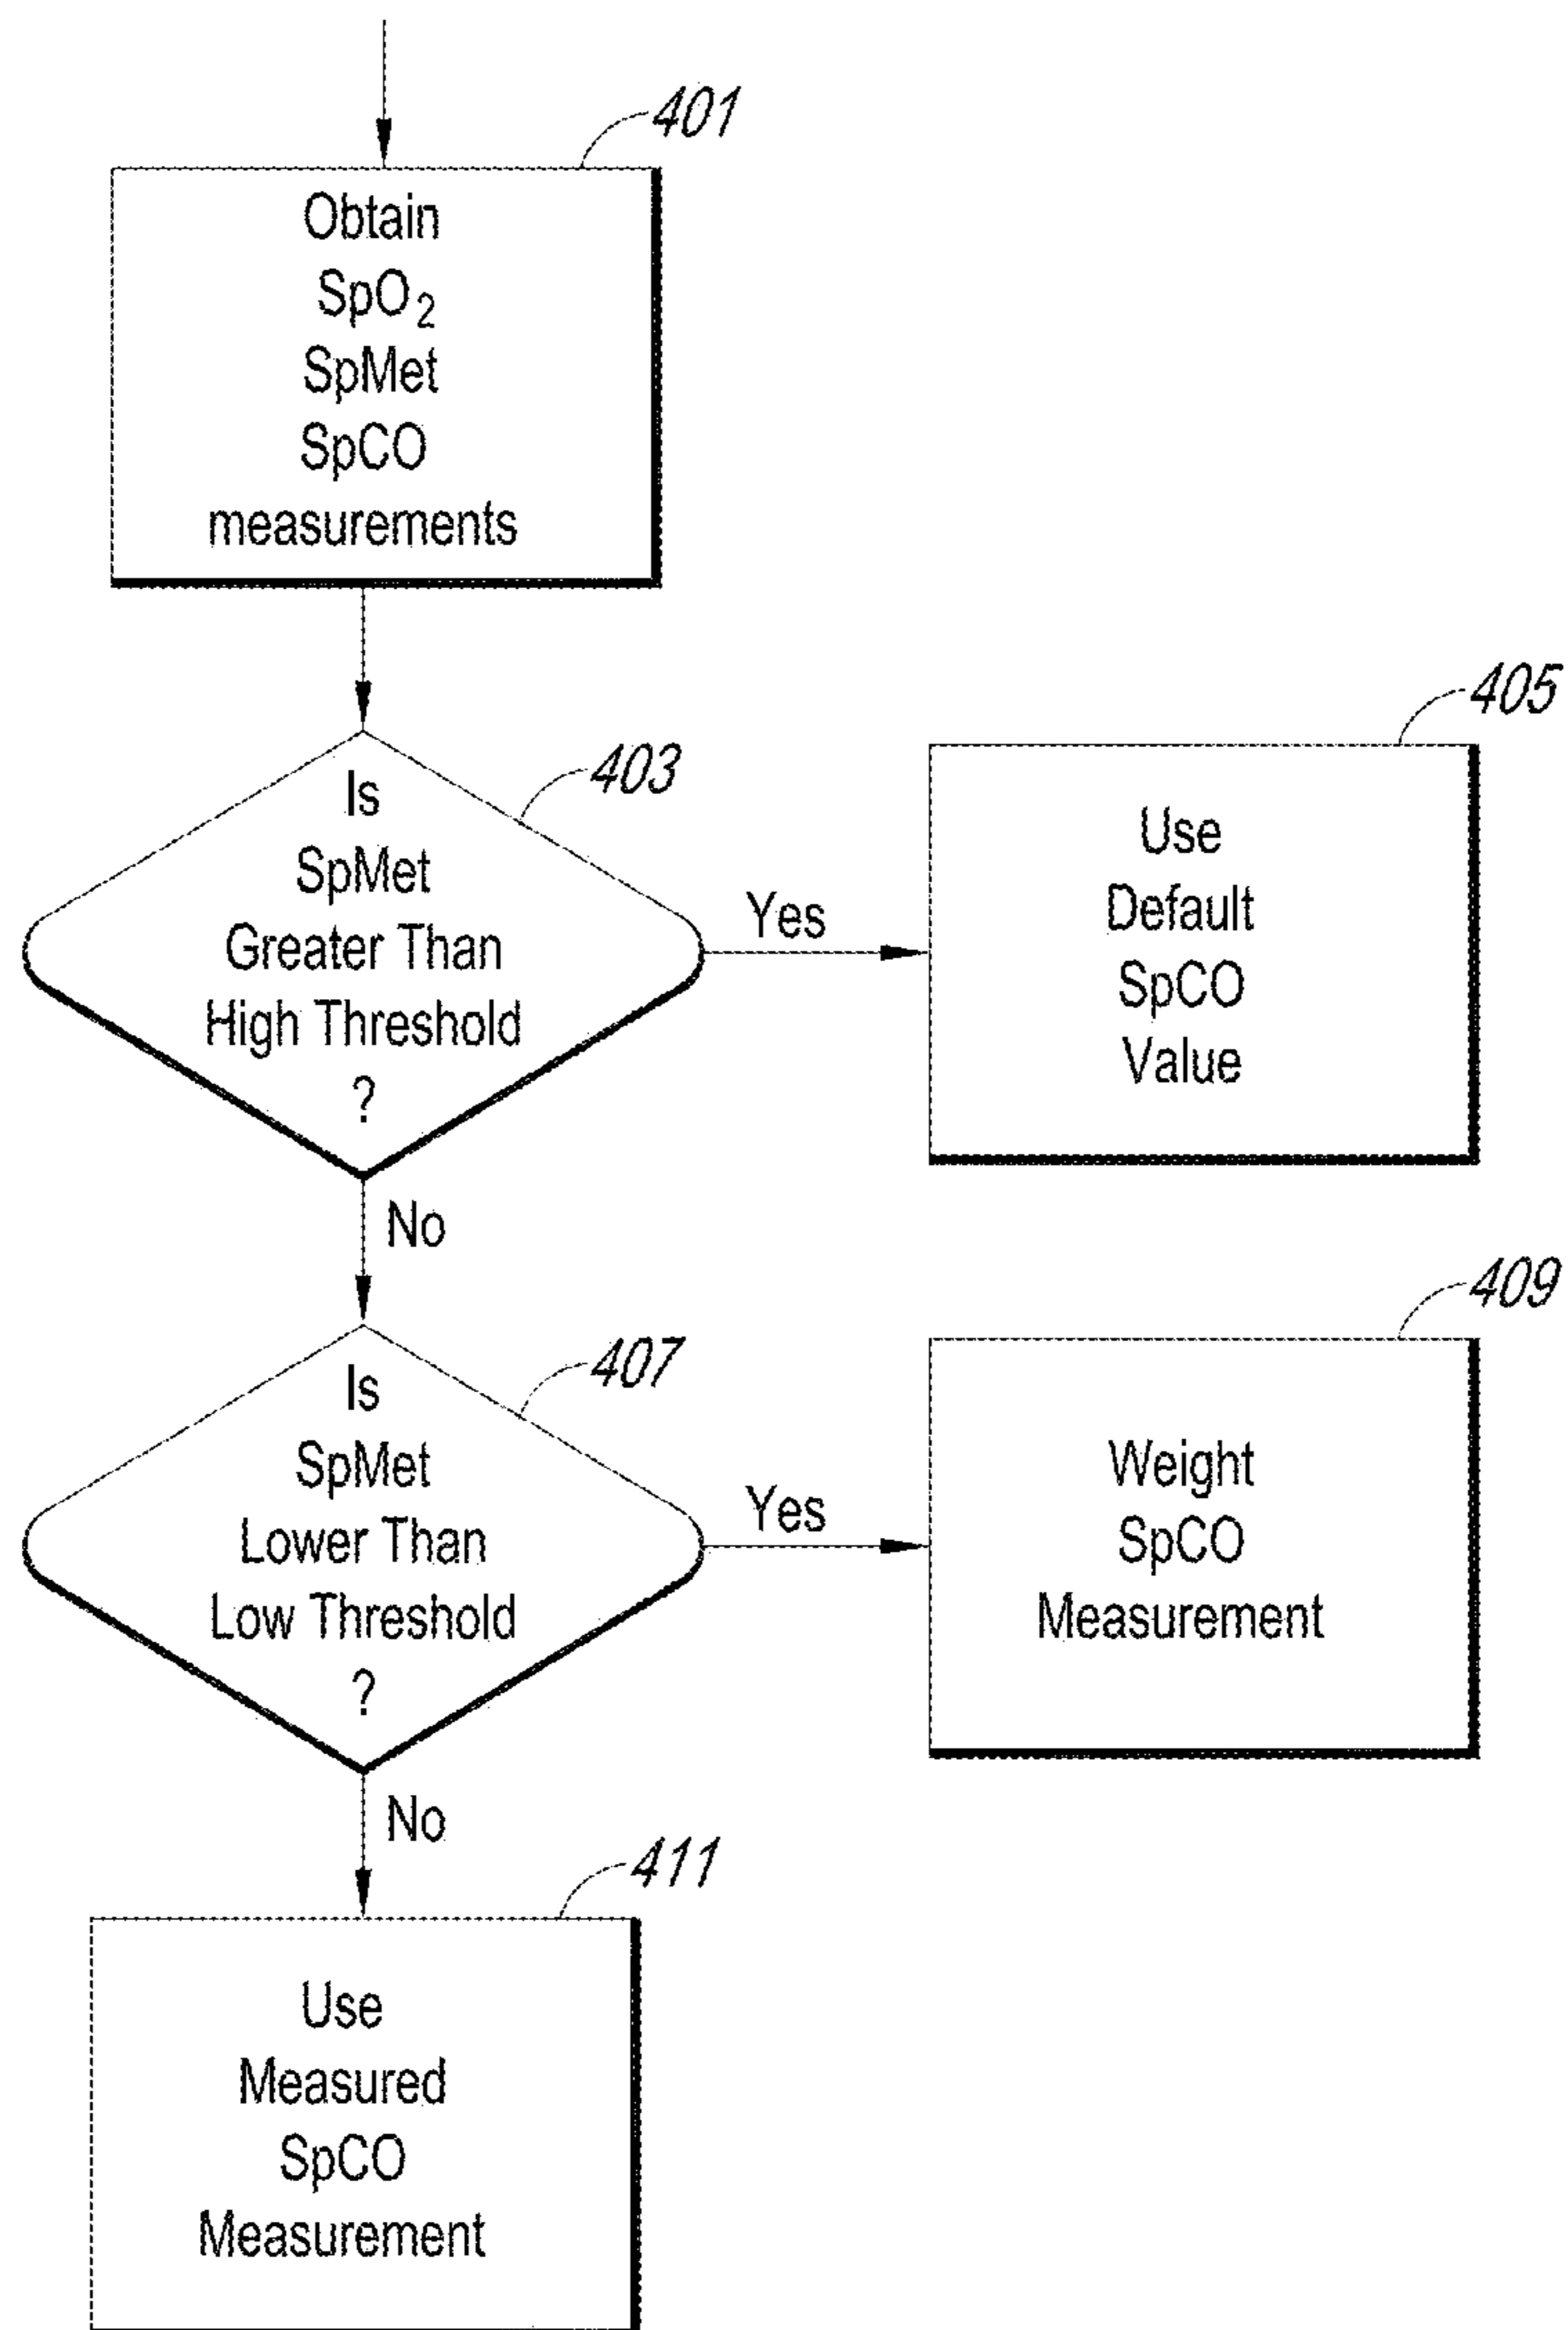 401
Obtain
SpO₂
SpMet
SpCO
measurements
403
Is
SpMet
Greater Than
High Threshold
?
Yes
405
Use
Default
SpCO
Value
No
407
Is
SpMet
Lower Than
Low Threshold
?
Yes
409
Weight
SpCO
Measurement
No
411
Use
Measured
SpCO
Measurement